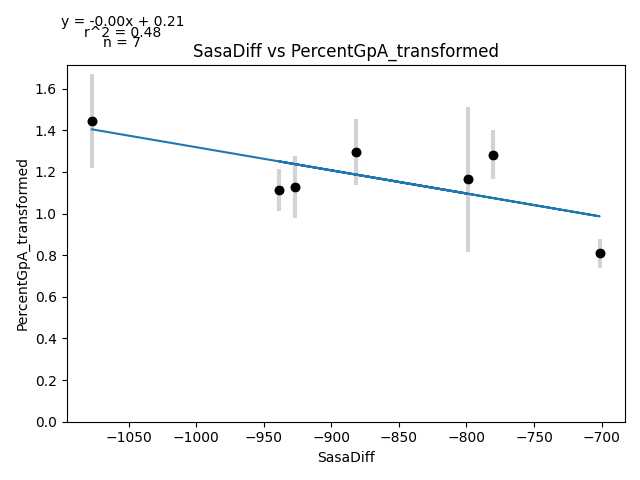 y = -0.00x + 0.21
r^2 = 0.48
n = 7
SasaDiff vs PercentGpA_transformed
PercentGpA_transformed
1.6
1.4
1.2
1.0
0.8
0.6
0.4
0.2
0.0
−1050 −1000 −950 −900 −850 −800 −750 −700
SasaDiff